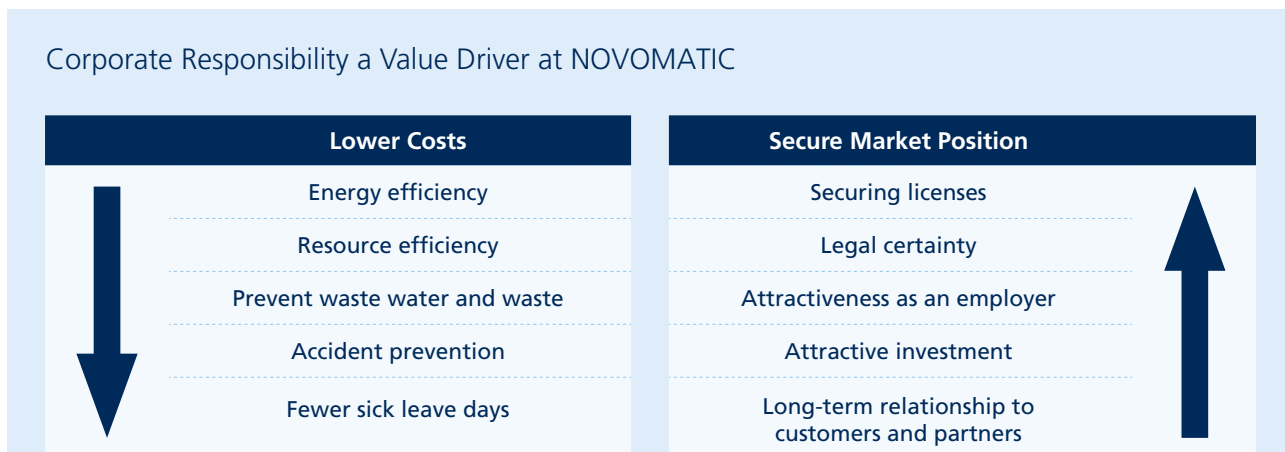 Corporate Responsibility a Value Driver at NOVOMATIC
Lower Costs
Energy efficiency
Resource efficiency
Prevent waste water and waste
Accident prevention
Fewer sick leave days
Secure Market Position
Securing licenses
Legal certainty
Attractiveness as an employer
Attractive investment
Long-term relationship to
customers and partners